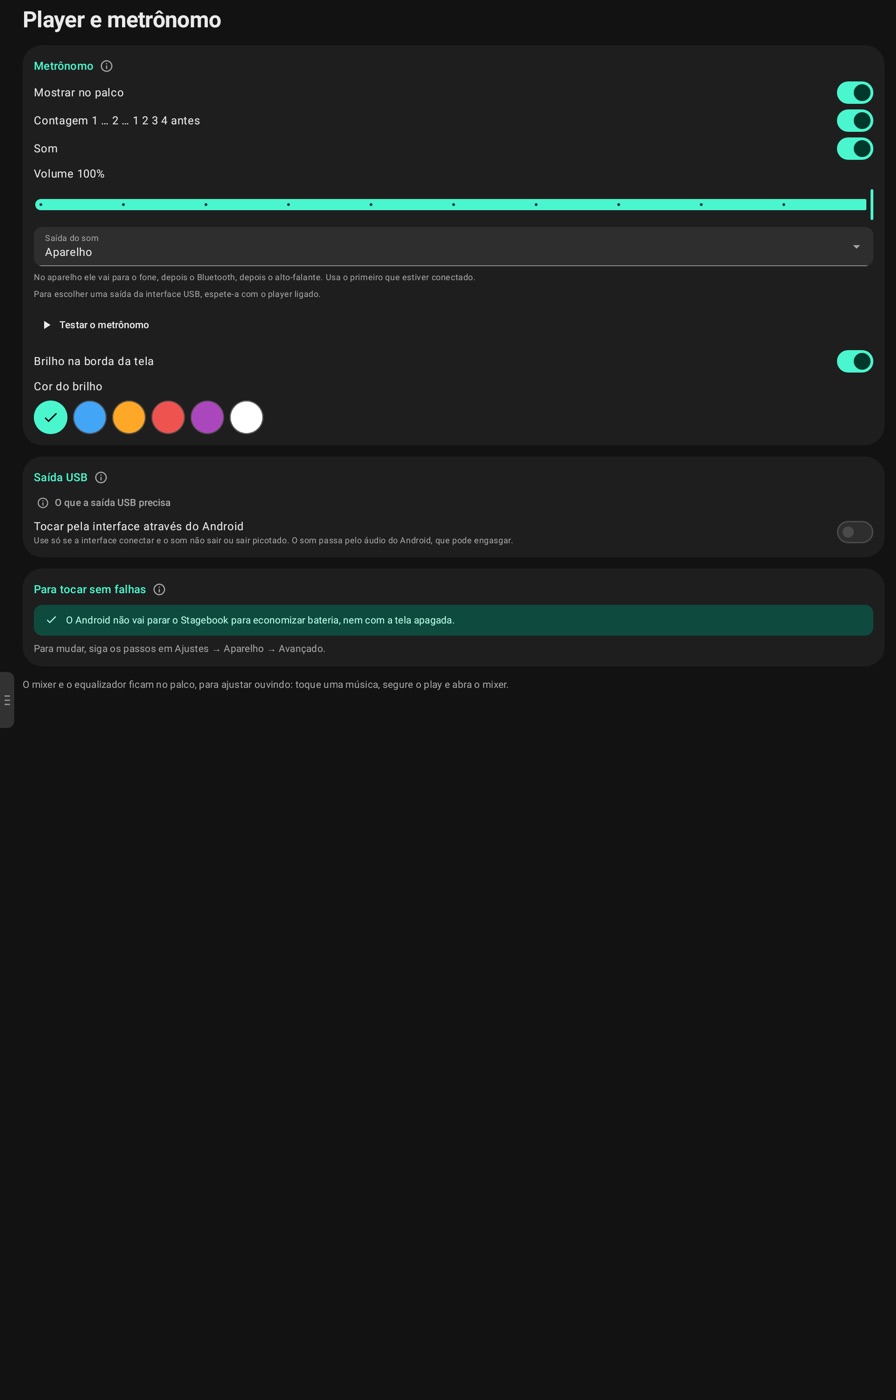 Player e metrônomo
Metrônomo
Mostrar no palco
Contagem 1 … 2 … 1 2 3 4 antes
Som
Volume 100%
Saída do som
Aparelho
No aparelho ele vai para o fone, depois o Bluetooth, depois o alto-falante. Usa o primeiro que estiver conectado.
Para escolher uma saída da interface USB, espete-a com o player ligado.
Testar o metrônomo
Brilho na borda da tela
Cor do brilho
Saída USB
O que a saída USB precisa
Tocar pela interface através do Android
Use só se a interface conectar e o som não sair ou sair picotado. O som passa pelo áudio do Android, que pode engasgar.
Para tocar sem falhas
O Android não vai parar o Stagebook para economizar bateria, nem com a tela apagada.
Para mudar, siga os passos em Ajustes → Aparelho → Avançado.
O mixer e o equalizador ficam no palco, para ajustar ouvindo: toque uma música, segure o play e abra o mixer.